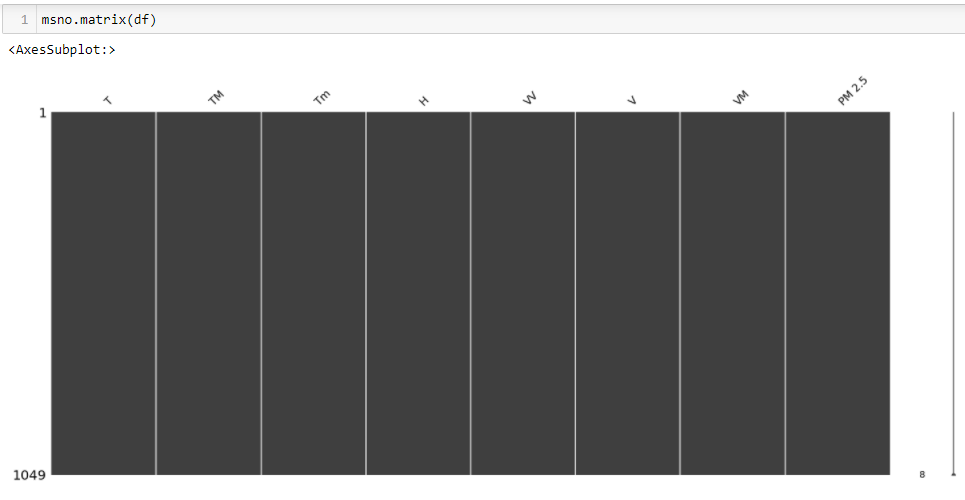 1 msno.matrix(df)
<AxesSubplot:>
T TM Tm H VV V VM PM 2.5
1
1049 8